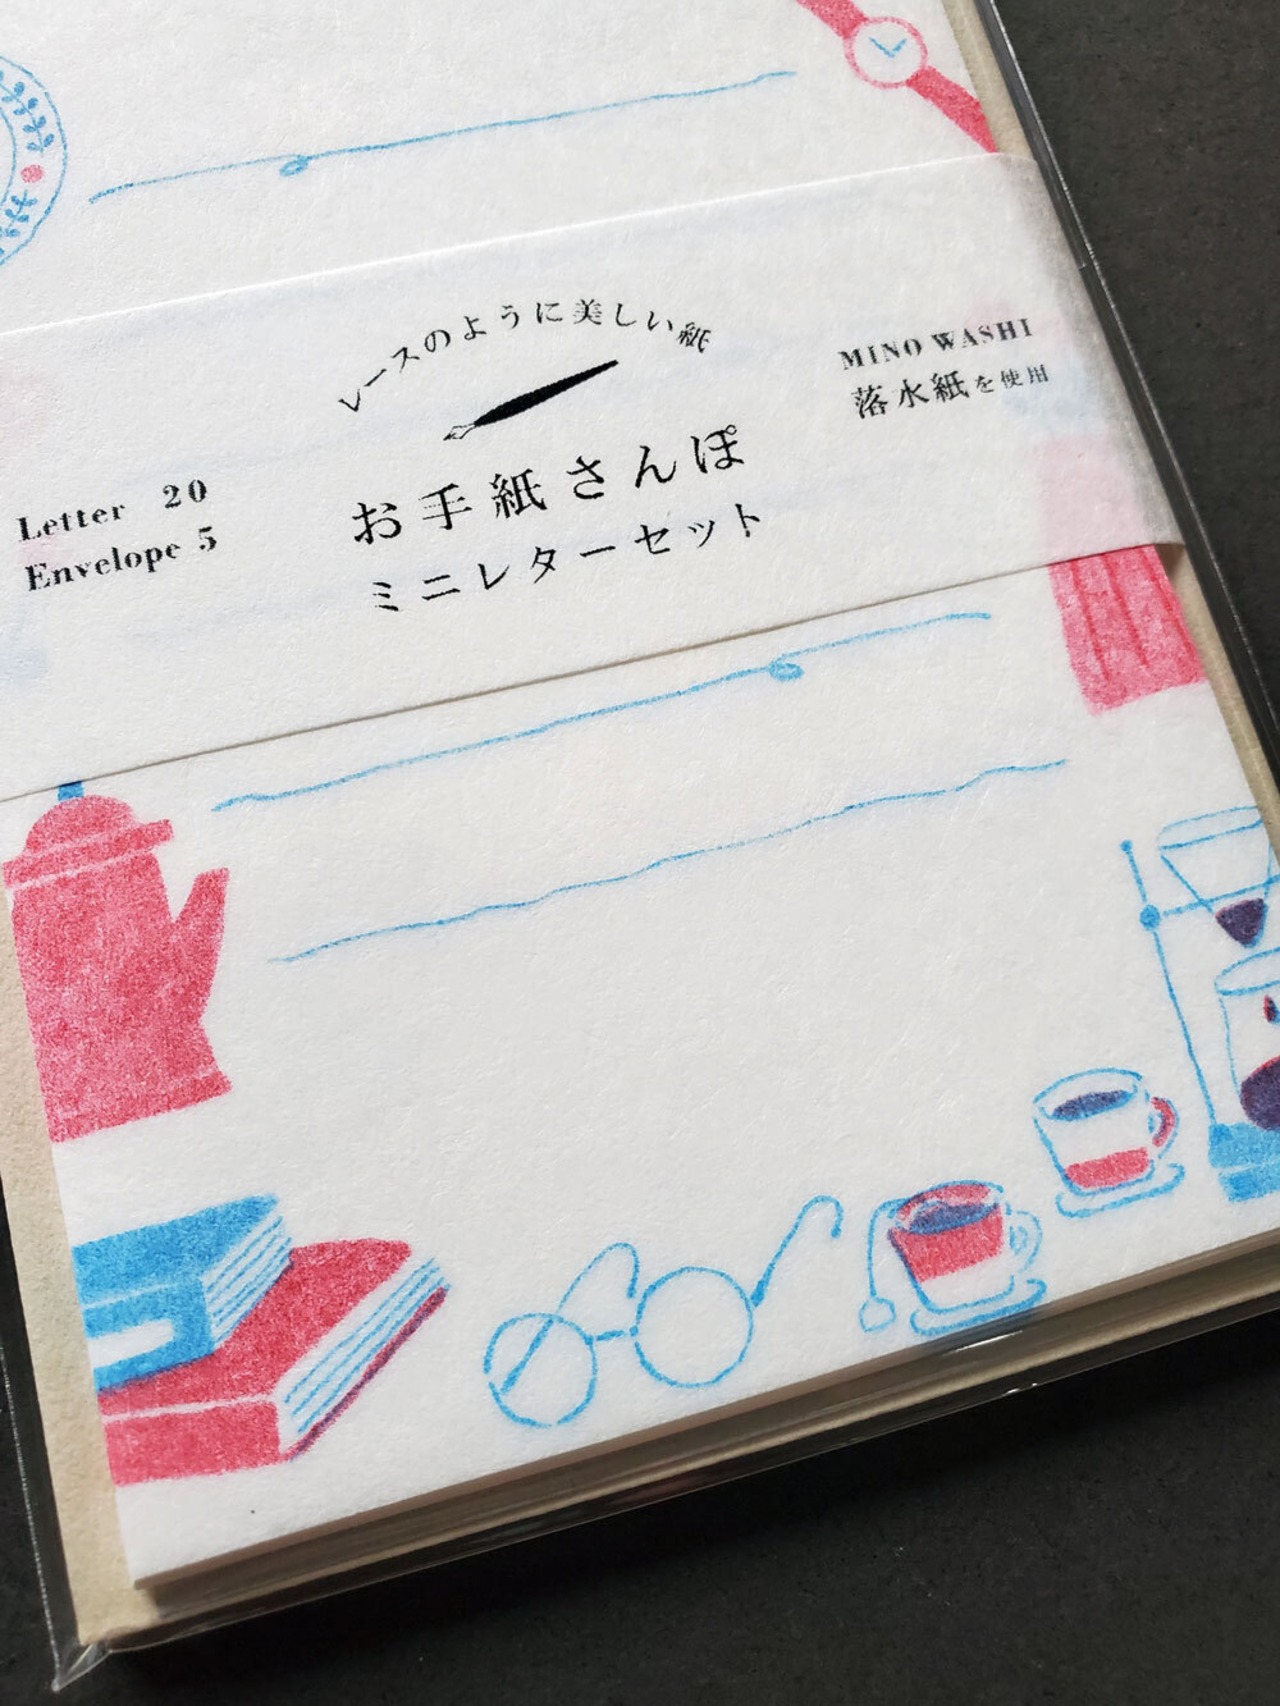 レースのように美しい紙
お手紙さんぽ
ミニレターセット
MINO WASHI
落水紙を使用
Letter 20
Envelope 5